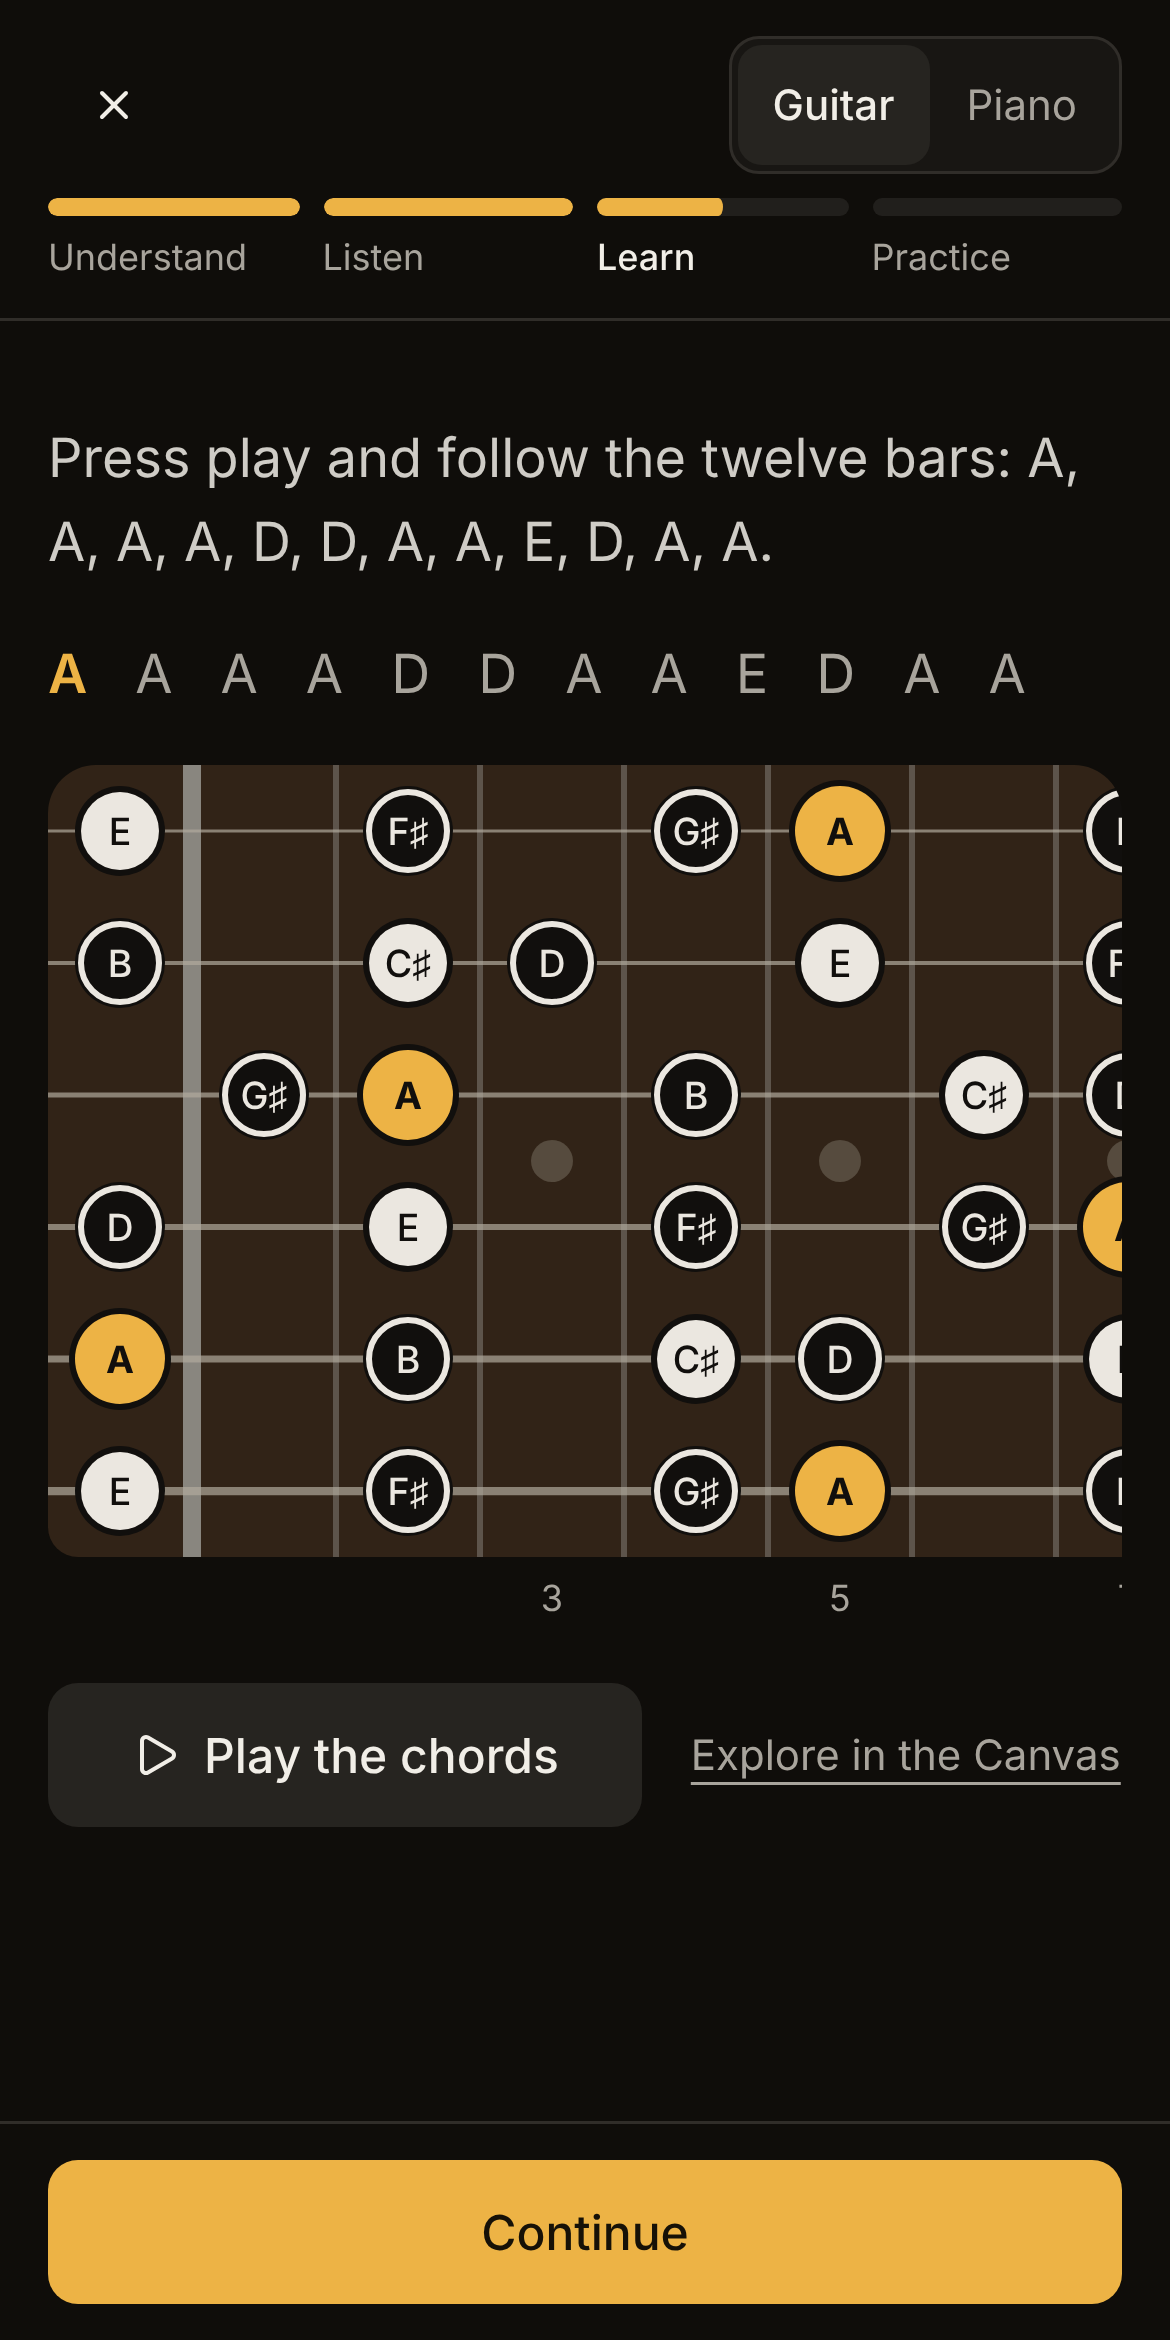 Guitar Piano
Understand Listen Learn Practice
Press play and follow the twelve bars: A,
A, A, A, D, D, A, A, E, D, A, A.
A A A A D D A A E D A A
E F♯ G♯ A
B C♯ D E
G♯ A B C♯
D E F♯ G♯ A
A B C♯ D
E F♯ G♯ A
3 5
Play the chords Explore in the Canvas
Continue